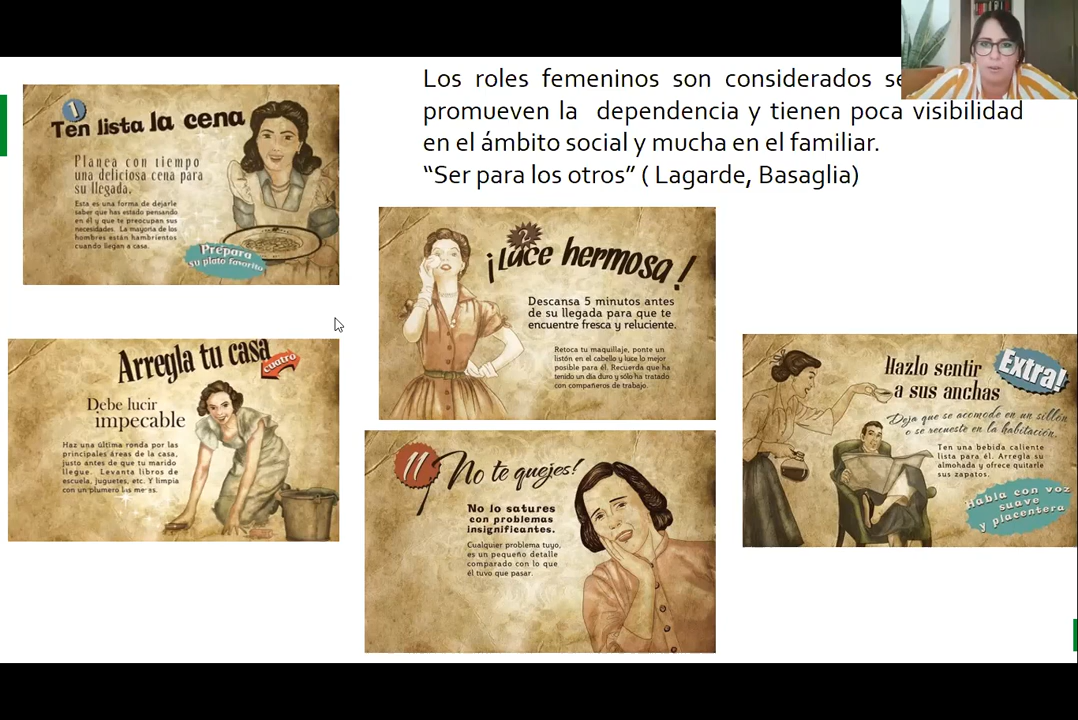 Los roles femeninos son considerados
promueven la dependencia y tienen poca visibilidad
en el ámbito social y mucha en el familiar.
“Ser para los otros” ( Lagarde, Basaglia)
1
Ten lista la cena
Planea con tiempo
una deliciosa cena para
su llegada.
Esta es una forma de dejarle
saber que has estado pensando
en él y que te preocupan sus
necesidades. La mayoría de los
hombres están hambrientos
cuando llegan a casa.
Prepara
su plato favorito
2
¡Luce hermosa!
Descansa 5 minutos antes
de su llegada para que te
encuentre fresca y reluciente.
Retoca tu maquillaje, ponte un
listón en el cabello y luce lo mejor
posible para él. Recuerda que ha
tenido un día duro y sólo ha tratado
con compañeros de trabajo.
Arregla tu casa
cuatro
Debe lucir
impecable
Haz una última ronda por las
principales áreas de la casa,
justo antes de que tu marido
llegue. Levanta libros de
escuela, juguetes, etc. Y limpia
con un plumero las mesas.
11
No te quejes!
No lo satures
con problemas
insignificantes.
Cualquier problema tuyo,
es un pequeño detalle
comparado con lo que
él tuvo que pasar.
Hazlo sentir
a sus anchas
Extra!
Deja que se acomode en un sillón
o se recueste en la habitación.
Ten una bebida caliente
lista para él. Arregla su
almohada y ofrece quitarle
sus zapatos.
Habla con voz
suave
y placentera